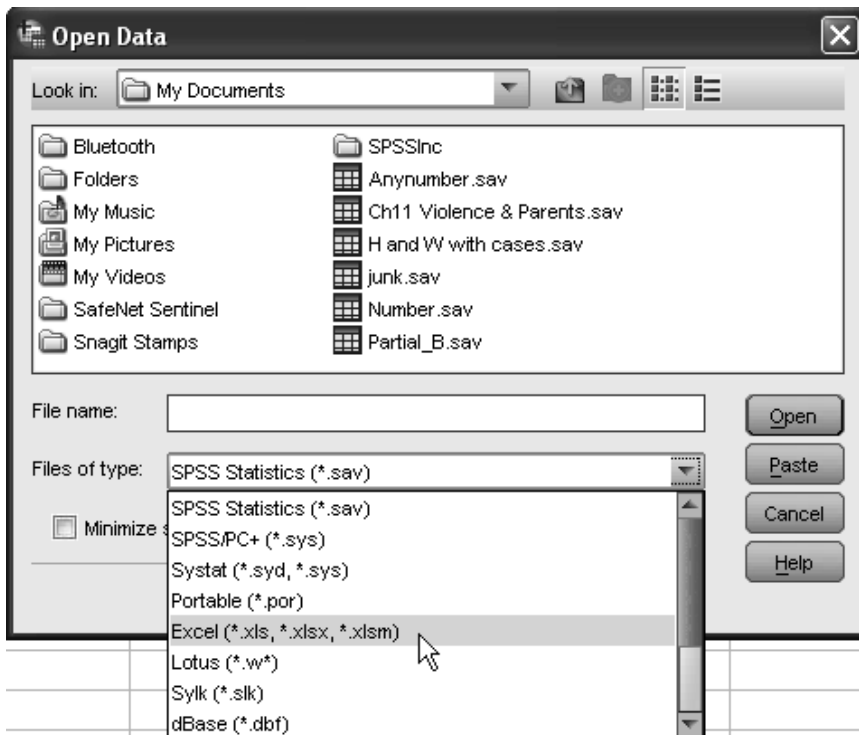 Open Data
Look in: My Documents
Bluetooth
Folders
My Music
My Pictures
My Videos
SafeNet Sentinel
Snagit Stamps
SPSSInc
Anynumber.sav
Ch11 Violence & Parents.sav
H and W with cases.sav
junk.sav
Number.sav
Partial_B.sav
File name:
Files of type: SPSS Statistics (*.sav)
SPSS Statistics (*.sav)
SPSS/PC+ (*.sys)
Systat (*.syd, *.sys)
Portable (*.por)
Excel (*.xls, *.xlsx, *.xlsm)
Lotus (*.w*)
Sylk (*.slk)
dBase (*.dbf)
Minimize
Open
Paste
Cancel
Help